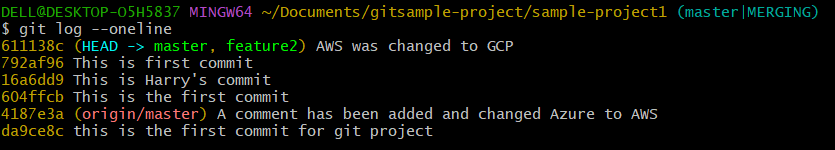 DELL@DESKTOP-O5H5837 MINGW64 ~/Documents/gitsample-project/sample-project1 (master|MERGING)
$ git log --oneline
611138c (HEAD -> master, feature2) AWS was changed to GCP
792af96 This is first commit
16a6dd9 This is Harry's commit
604ffcb This is the first commit
4187e3a (origin/master) A comment has been added and changed Azure to AWS
da9ce8c this is the first commit for git project